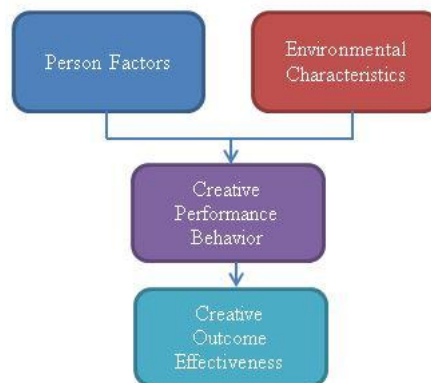 Person Factors
Environmental
Characteristics
Creative
Performance
Behavior
Creative
Outcome
Effectiveness